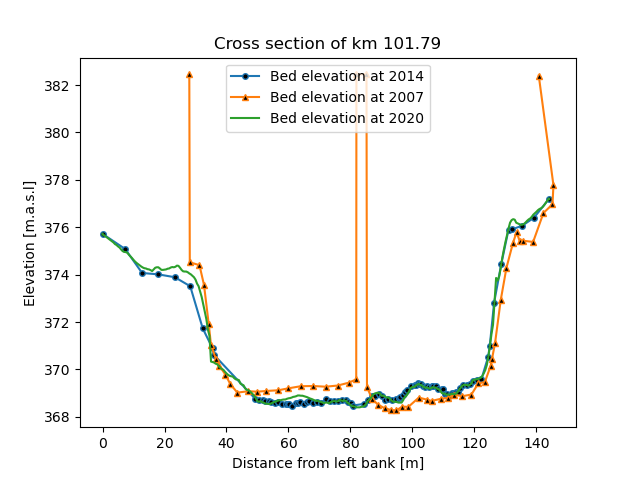 Cross section of km 101.79
Bed elevation at 2014
Bed elevation at 2007
Bed elevation at 2020
Elevation [m.a.s.l]
382
380
378
376
374
372
370
368
0 20 40 60 80 100 120 140
Distance from left bank [m]